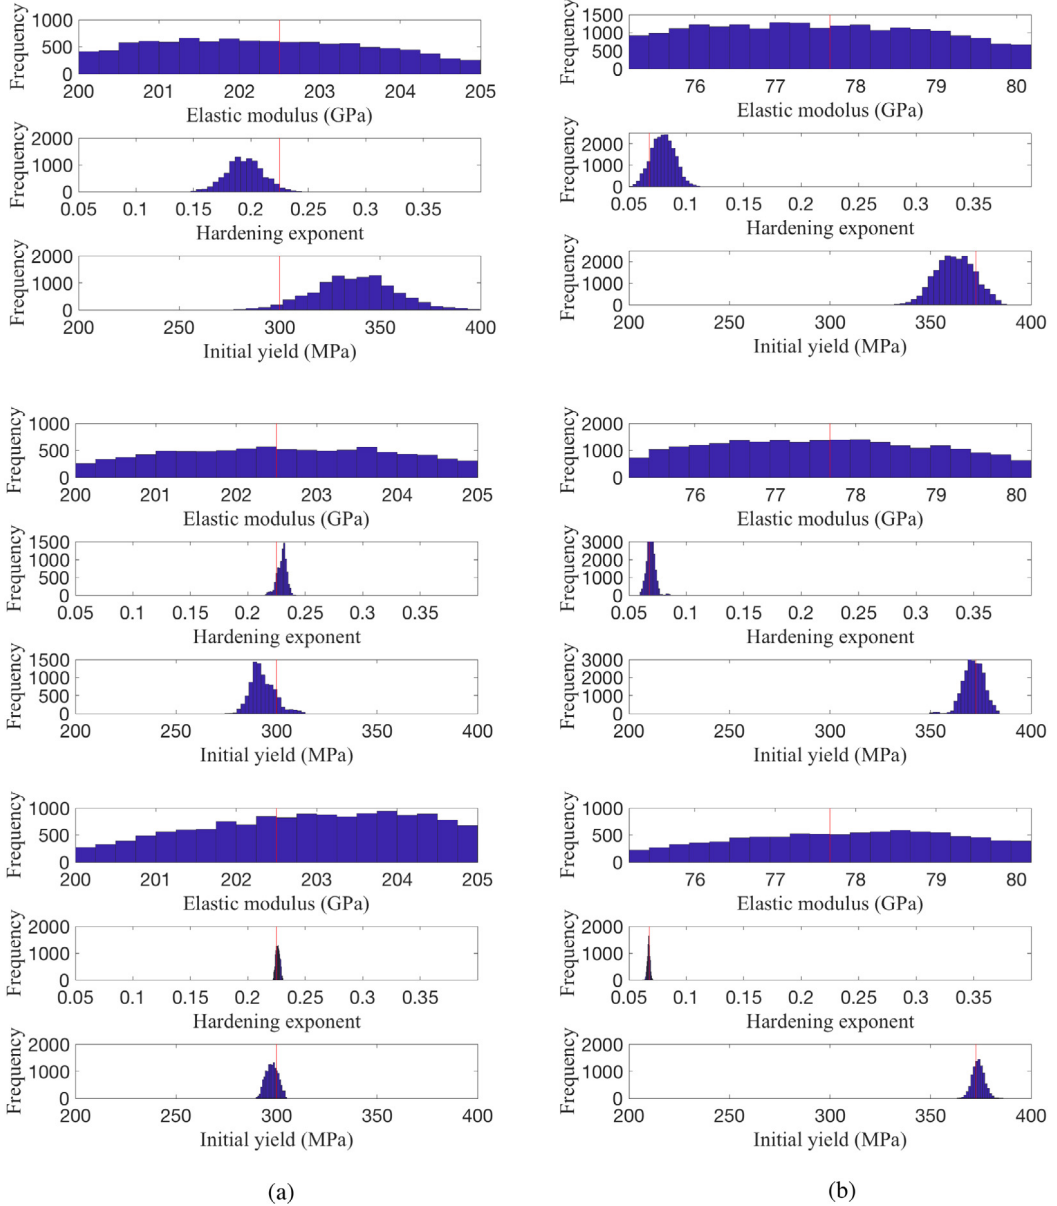 Frequency
1000
500
0
200 201 202 203 204 205
Elastic modulus (GPa)
Frequency
2000
1000
0
0.05 0.1 0.15 0.2 0.25 0.3 0.35
Hardening exponent
Frequency
2000
1000
0
200 250 300 350 400
Initial yield (MPa)
Frequency
1000
500
0
200 201 202 203 204 205
Elastic modulus (GPa)
Frequency
1500
1000
500
0
0.05 0.1 0.15 0.2 0.25 0.3 0.35
Hardening exponent
Frequency
1500
1000
500
0
200 250 300 350 400
Initial yield (MPa)
Frequency
1000
500
0
200 201 202 203 204 205
Elastic modulus (GPa)
Frequency
2000
1000
0
0.05 0.1 0.15 0.2 0.25 0.3 0.35
Hardening exponent
Frequency
2000
1000
0
200 250 300 350 400
Initial yield (MPa)
(a)
Frequency
1500
1000
500
0
76 77 78 79 80
Elastic modolus (GPa)
Frequency
2000
1000
0
0.05 0.1 0.15 0.2 0.25 0.3 0.35
Hardening exponent
Frequency
2000
1000
0
200 250 300 350 400
Initial yield (MPa)
Frequency
2000
1000
0
76 77 78 79 80
Elastic modulus (GPa)
Frequency
3000
2000
1000
0
0.05 0.1 0.15 0.2 0.25 0.3 0.35
Hardening exponent
Frequency
3000
2000
1000
0
200 250 300 350 400
Initial yield (MPa)
Frequency
1000
500
0
76 77 78 79 80
Elastic modulus (GPa)
Frequency
2000
1000
0
0.05 0.1 0.15 0.2 0.25 0.3 0.35
Hardening exponent
Frequency
2000
1000
0
200 250 300 350 400
Initial yield (MPa)
(b)